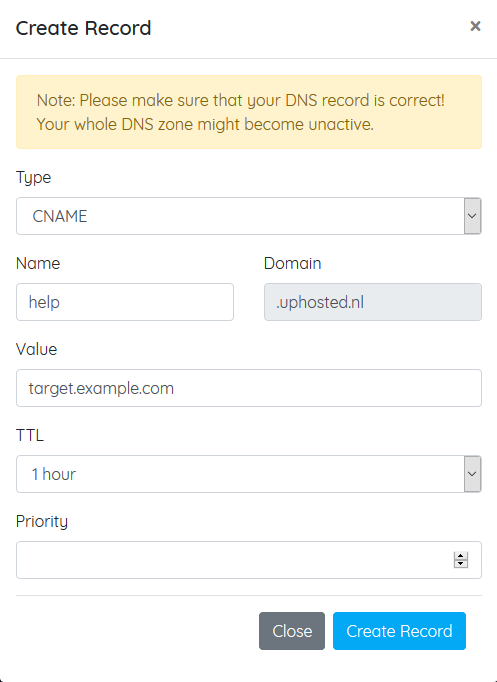 Create Record
×
Note: Please make sure that your DNS record is correct!
Your whole DNS zone might become unactive.
Type
CNAME
Name
Domain
help
.uphosted.nl
Value
target.example.com
TTL
1 hour
Priority
Close
Create Record